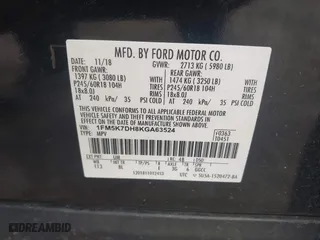 MFD. BY FORD MOTOR CO.
11/18 GVWR: 2713 KG ( 5980 LB)
FRONT GAWR: REAR GAWR:
1397 KG ( 3080 LB) 1474 KG ( 3250 LB)
P245/60R18 104H P245/60R18 104H
18x8.0J 18x8.0J
AT 240 kPa/ 35 PSI COLD AT 240 kPa/ 35 PSI COLD
THIS VEHICLE CONFORMS TO ALL APPLICABLE FEDERAL MOTOR
VEHICLE SAFETY AND THEFT PREVENTION STANDARDS IN EFFECT ON
THE DATE OF MANUFACTURE SHOWN ABOVE.
VIN: 1FM5K7DH8KGA63524
TYPE: MPV
DREAMBID